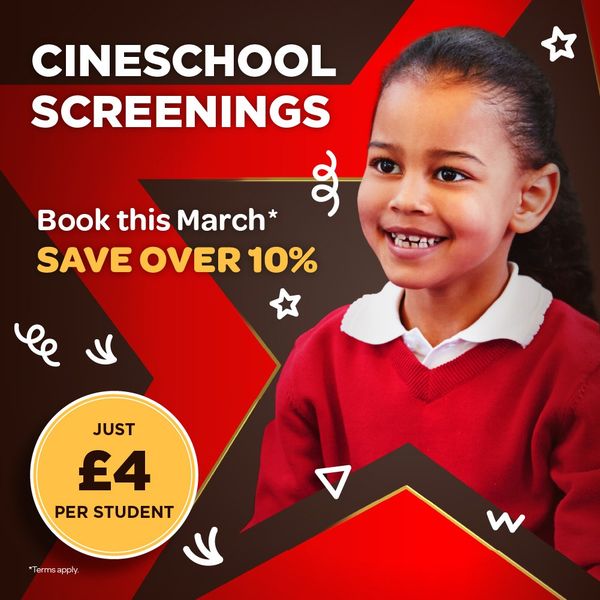 CINESCHOOL
SCREENINGS
Book this March*
SAVE OVER 10%
JUST
£4
PER STUDENT
*Terms apply.